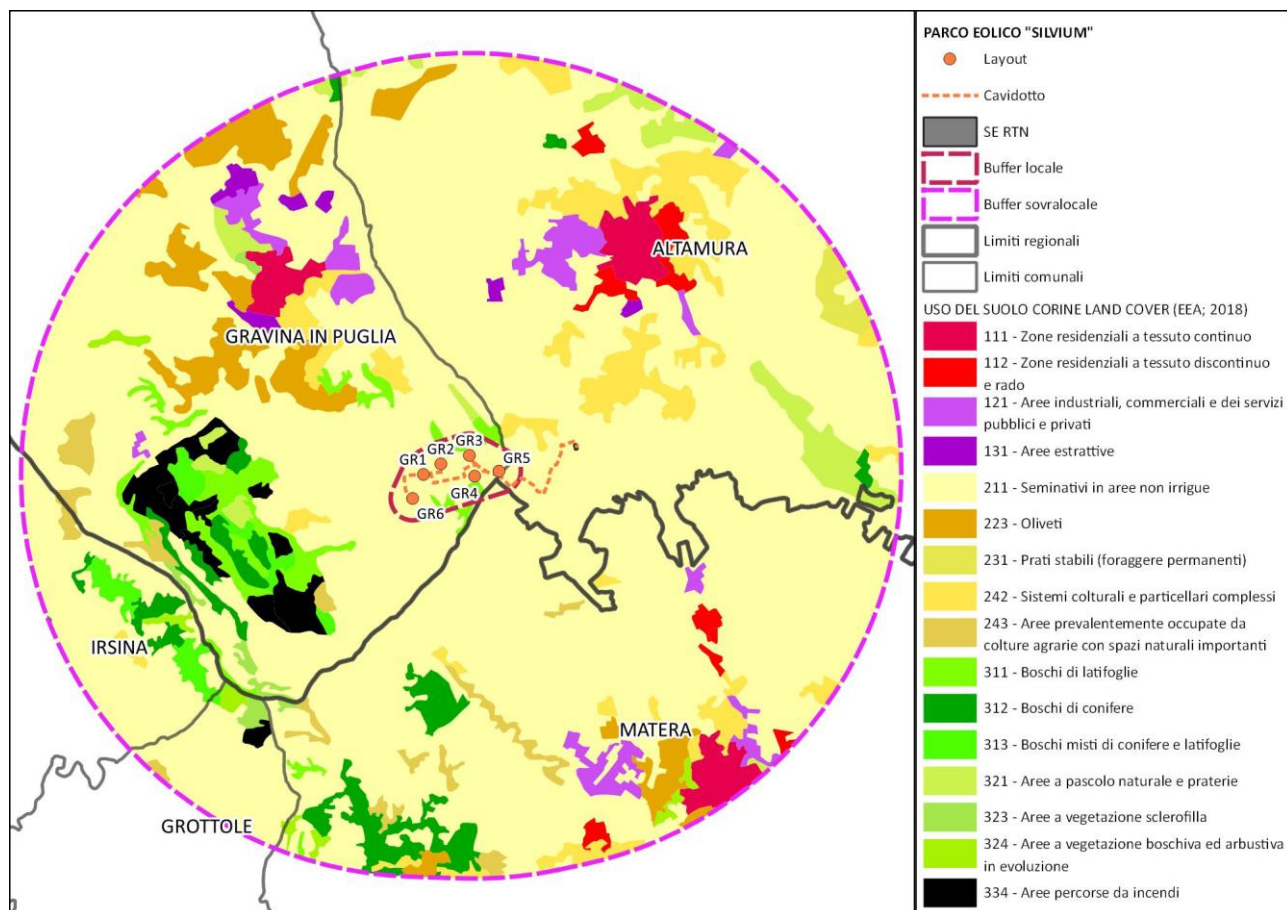 ALTAMURA
GRAVINA IN PUGLIA
GR3
GR2
GR1
GR5
GR4
GR6
IRSINA
MATERA
GROTTOLE
PARCO EOLICO "SILVIUM"
Layout
Cavidotto
SE RTN
Buffer locale
Buffer sovralocale
Limiti regionali
Limiti comunali
USO DEL SUOLO CORINE LAND COVER (EEA; 2018)
111 - Zone residenziali a tessuto continuo
112 - Zone residenziali a tessuto discontinuo
e rado
121 - Aree industriali, commerciali e dei servizi
pubblici e privati
131 - Aree estrattive
211 - Seminativi in aree non irrigue
223 - Oliveti
231 - Prati stabili (foraggere permanenti)
242 - Sistemi colturali e particellari complessi
243 - Aree prevalentemente occupate da
colture agrarie con spazi naturali importanti
311 - Boschi di latifoglie
312 - Boschi di conifere
313 - Boschi misti di conifere e latifoglie
321 - Aree a pascolo naturale e praterie
323 - Aree a vegetazione sclerofilla
324 - Aree a vegetazione boschiva ed arbustiva
in evoluzione
334 - Aree percorse da incendi